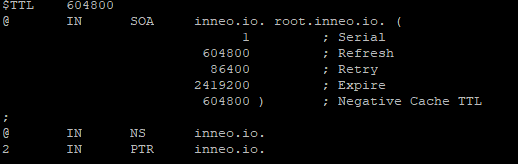 $TTL 604800
@ IN SOA inneo.io. root.inneo.io. (
1 ; Serial
604800 ; Refresh
86400 ; Retry
2419200 ; Expire
604800 ) ; Negative Cache TTL
;
@ IN NS inneo.io.
2 IN PTR inneo.io.